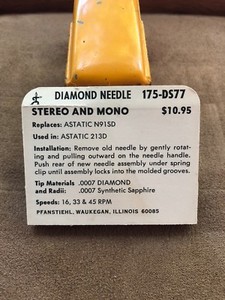 DIAMOND NEEDLE 175-DS77
STEREO AND MONO $10.95
Replaces: ASTATIC N91SD
Used in: ASTATIC 213D
Installation: Remove old needle by gently rotat-
ing and pulling outward on the needle handle.
Push rear of new needle assembly under spring
clip until assembly locks into the molded grooves.
Tip Materials .0007 DIAMOND
and Radii: .0007 Synthetic Sapphire
Speeds: 16, 33 & 45 RPM
PFANSTIEHL, WAUKEGAN, ILLINOIS 60085